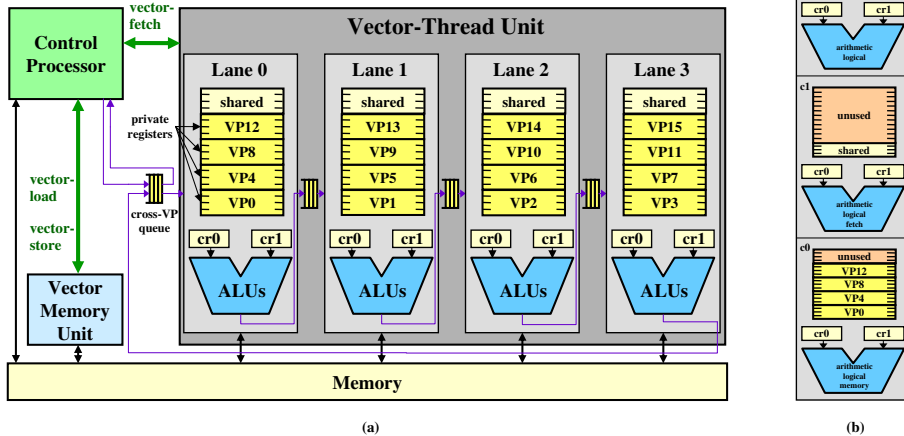 vector-
fetch
Control
Processor
Vector-Thread Unit
Lane 0
Lane 1
Lane 2
Lane 3
shared
shared
shared
shared
private
registers
VP12
VP13
VP14
VP15
VP8
VP9
VP10
VP11
VP4
VP5
VP6
VP7
VP0
VP1
VP2
VP3
vector-
load
vector-
store
cross-VP
queue
cr0
cr1
cr0
cr1
cr0
cr1
cr0
cr1
ALUs
ALUs
ALUs
ALUs
Vector
Memory
Unit
Memory
(a)
cr0
cr1
arithmetic
logical
c1
unused
shared
cr0
cr1
arithmetic
logical
fetch
c0
unused
VP12
VP8
VP4
VP0
cr0
cr1
arithmetic
logical
memory
(b)